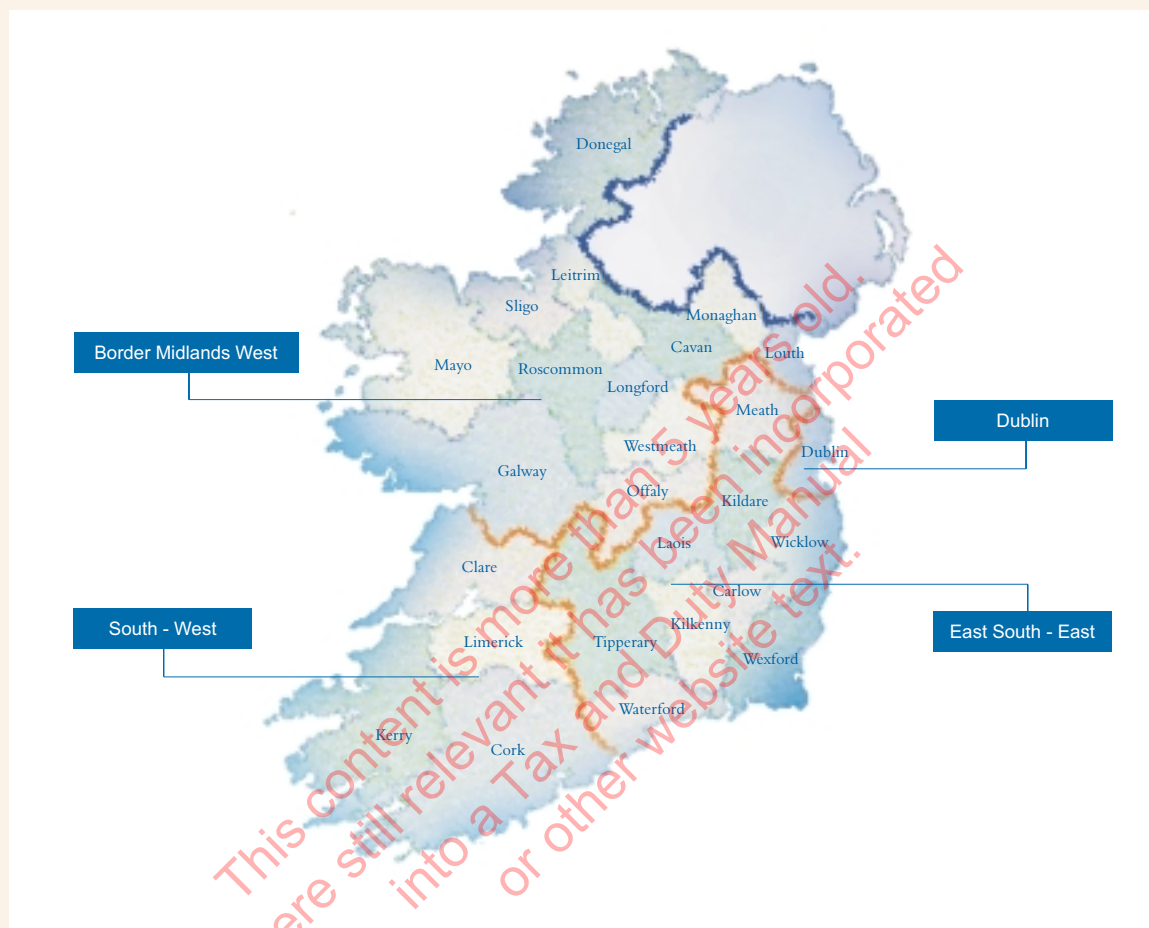 Donegal
Leitrim
Sligo
Monaghan
Cavan
Louth
Border Midlands West
Mayo
Roscommon
Longford
Meath
Dublin
Westmeath
Dublin
Galway
Offaly
Kildare
Laois
Wicklow
Clare
Carlow
South - West
Kilkenny
East South - East
Limerick
Tipperary
Wexford
Waterford
Kerry
Cork
This content is more than 5 years old.
ere still relevant it has been incorporated
into a Tax and Duty Manual
or other website text.